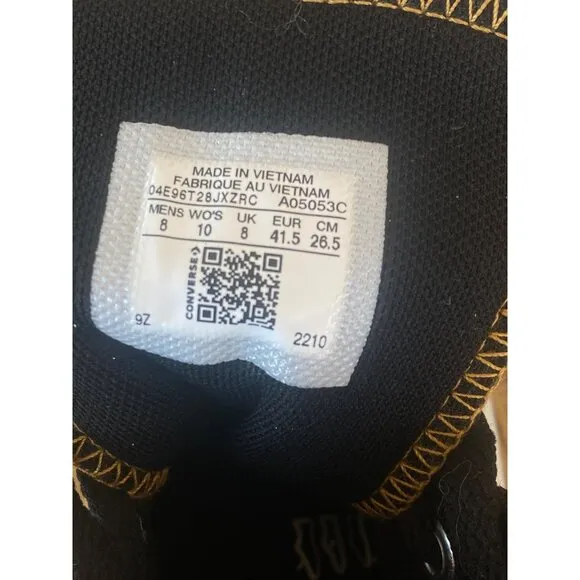 MADE IN VIETNAM
FABRIQUE AU VIETNAM
04E96T28JXZRC A05053C
MENS WO'S UK EUR CM
8 10 8 41.5 26.5
CONVERSE
9Z 2210